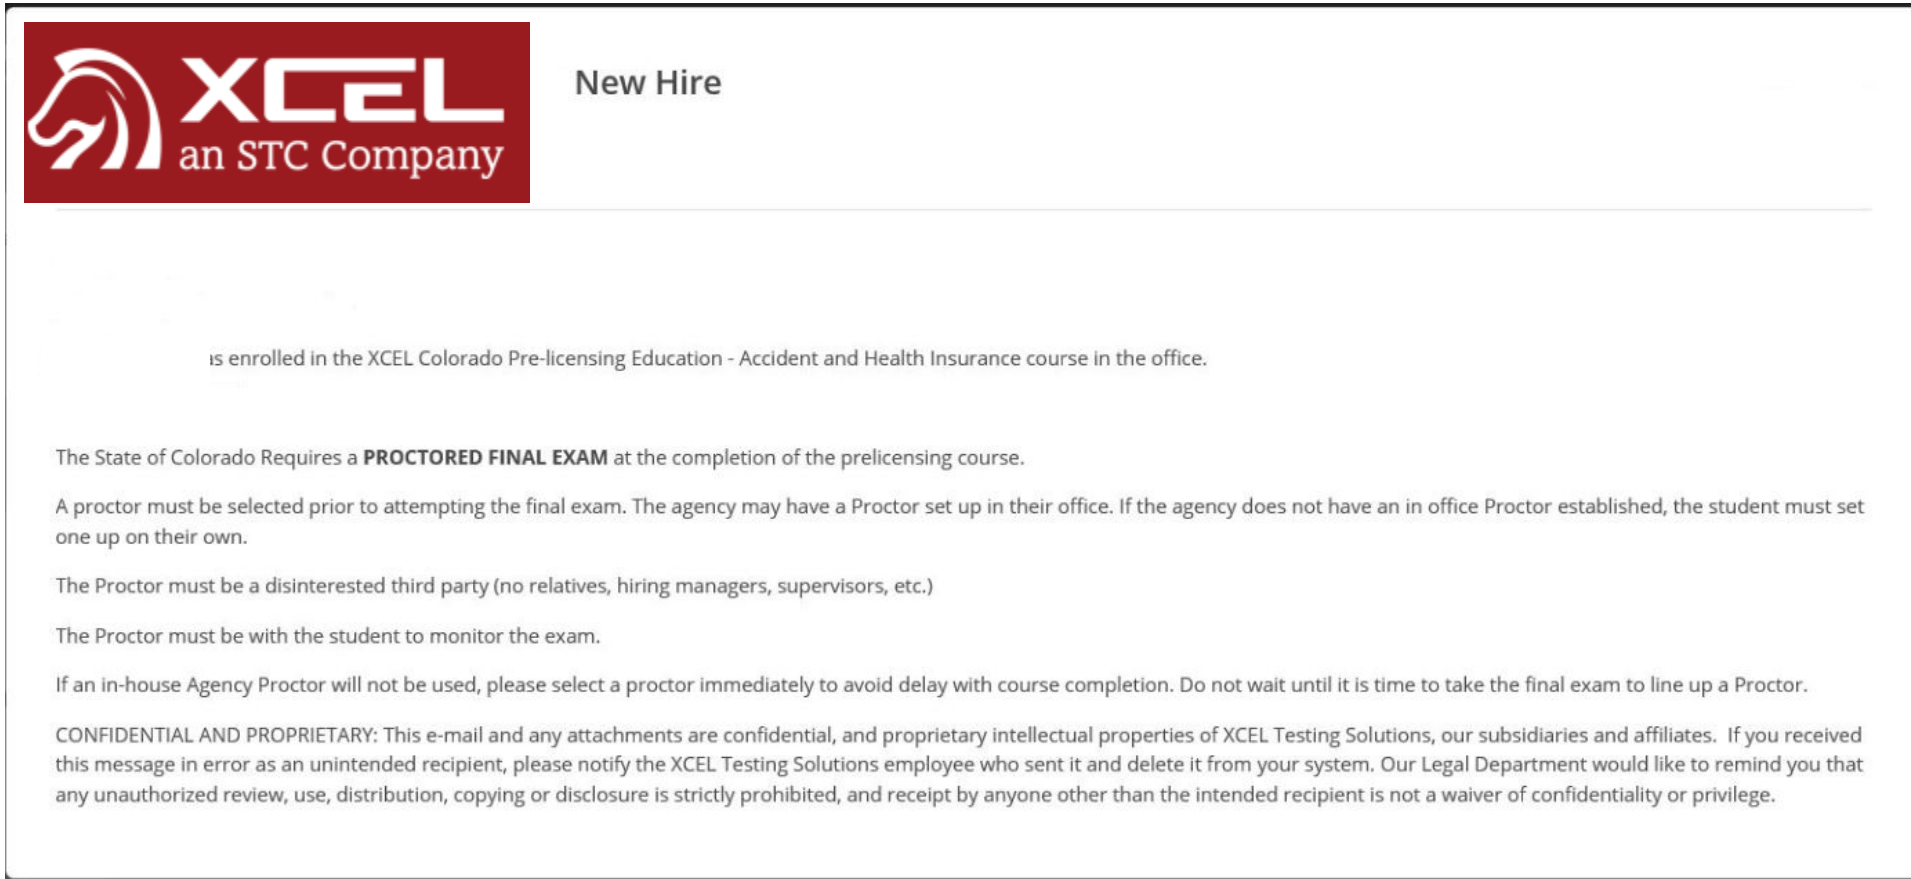 XCEL
an STC Company
New Hire
is enrolled in the XCEL Colorado Pre-licensing Education - Accident and Health Insurance course in the office.
The State of Colorado Requires a PROCTORED FINAL EXAM at the completion of the prelicensing course.
A proctor must be selected prior to attempting the final exam. The agency may have a Proctor set up in their office. If the agency does not have an in office Proctor established, the student must set
one up on their own.
The Proctor must be a disinterested third party (no relatives, hiring managers, supervisors, etc.)
The Proctor must be with the student to monitor the exam.
If an in-house Agency Proctor will not be used, please select a proctor immediately to avoid delay with course completion. Do not wait until it is time to take the final exam to line up a Proctor.
CONFIDENTIAL AND PROPRIETARY: This e-mail and any attachments are confidential, and proprietary intellectual properties of XCEL Testing Solutions, our subsidiaries and affiliates.  If you received
this message in error as an unintended recipient, please notify the XCEL Testing Solutions employee who sent it and delete it from your system. Our Legal Department would like to remind you that
any unauthorized review, use, distribution, copying or disclosure is strictly prohibited, and receipt by anyone other than the intended recipient is not a waiver of confidentiality or privilege.